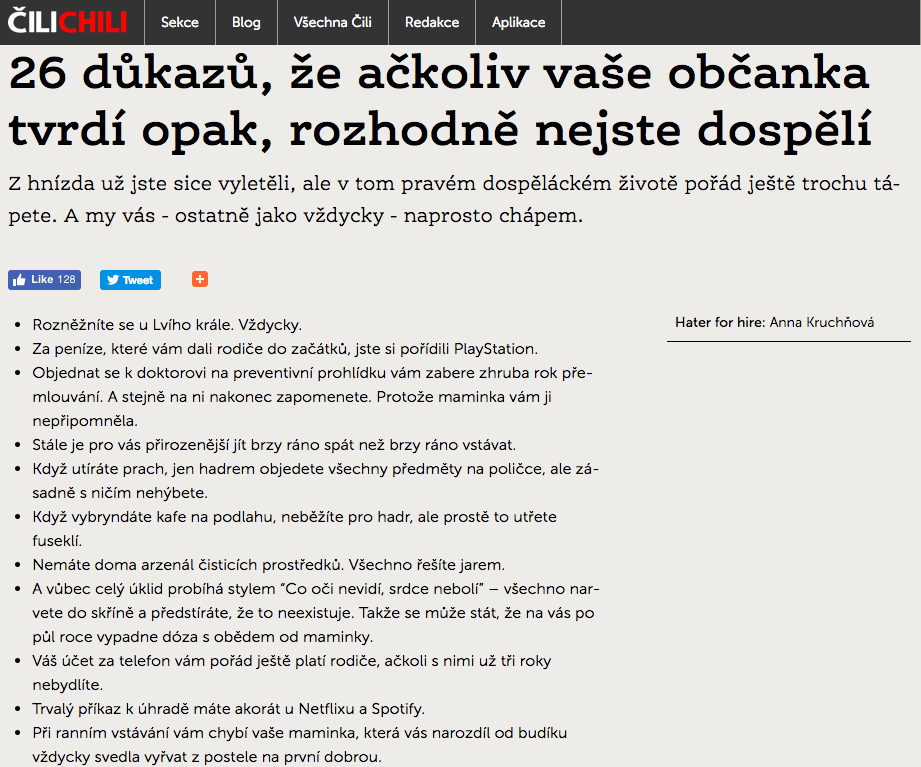 ČILICHILI Sekce Blog Všechna Čili Redakce Aplikace
26 důkazů, že ačkoliv vaše občanka
tvrdí opak, rozhodně nejste dospělí
Z hnízda už jste sice vyletěli, ale v tom pravém dospěláckém životě pořád ještě trochu tá-
pete. A my vás - ostatně jako vždycky - naprosto chápem.
Like 128 Tweet +
Hater for hire: Anna Kruchňová
• Rozněžníte se u Lvího krále. Vždycky.
• Za peníze, které vám dali rodiče do začátků, jste si pořídili PlayStation.
• Objednat se k doktorovi na preventivní prohlídku vám zabere zhruba rok pře-
mlouvání. A stejně na ni nakonec zapomenete. Protože maminka vám ji
nepřipomněla.
• Stále je pro vás přirozenější jít brzy ráno spát než brzy ráno vstávat.
• Když utíráte prach, jen hadrem objedete všechny předměty na poličce, ale zá-
sadně s ničím nehýbete.
• Když vybryndáte kafe na podlahu, neběžíte pro hadr, ale prostě to utřete
fuseklí.
• Nemáte doma arzenál čisticích prostředků. Všechno řešíte jarem.
• A vůbec celý úklid probíhá stylem “Co oči nevidí, srdce nebolí” – všechno nar-
vete do skříně a předstíráte, že to neexistuje. Takže se může stát, že na vás po
půl roce vypadne dóza s obědem od maminky.
• Váš účet za telefon vám pořád ještě platí rodiče, ačkoli s nimi už tři roky
nebydlíte.
• Trvalý příkaz k úhradě máte akorát u Netflixu a Spotify.
• Při ranním vstávání vám chybí vaše maminka, která vás narozdíl od budíku
vždycky svedla vyřvat z postele na první dobrou.